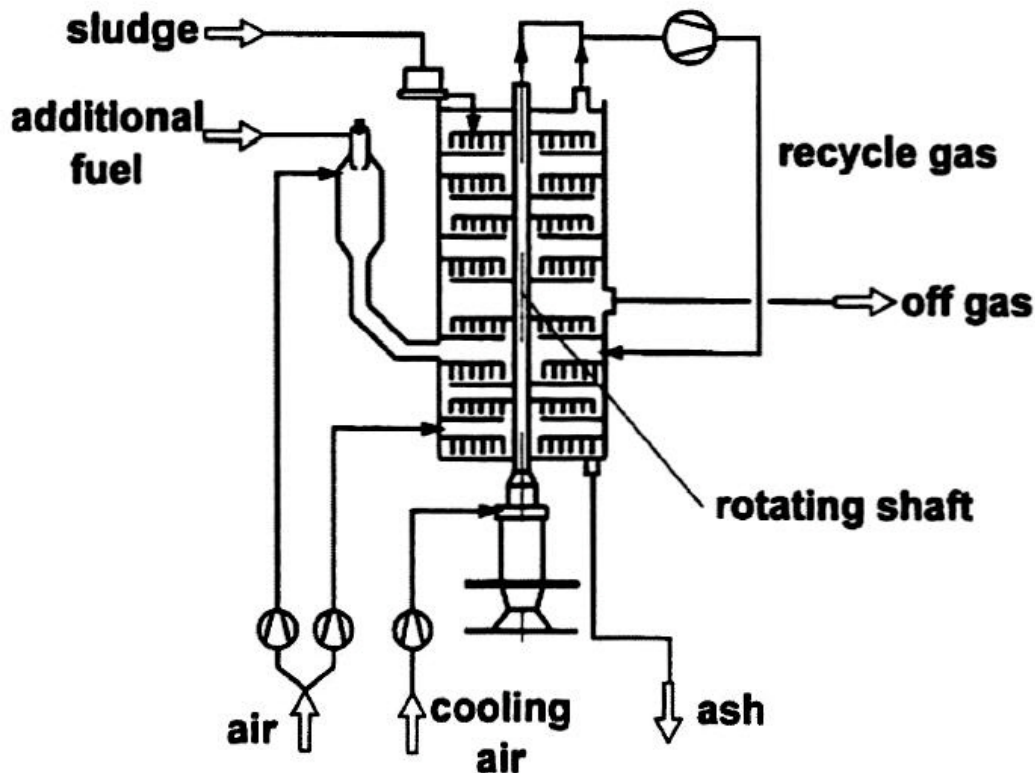 sludge
additional
fuel
recycle gas
off gas
rotating shaft
air
cooling
air
ash